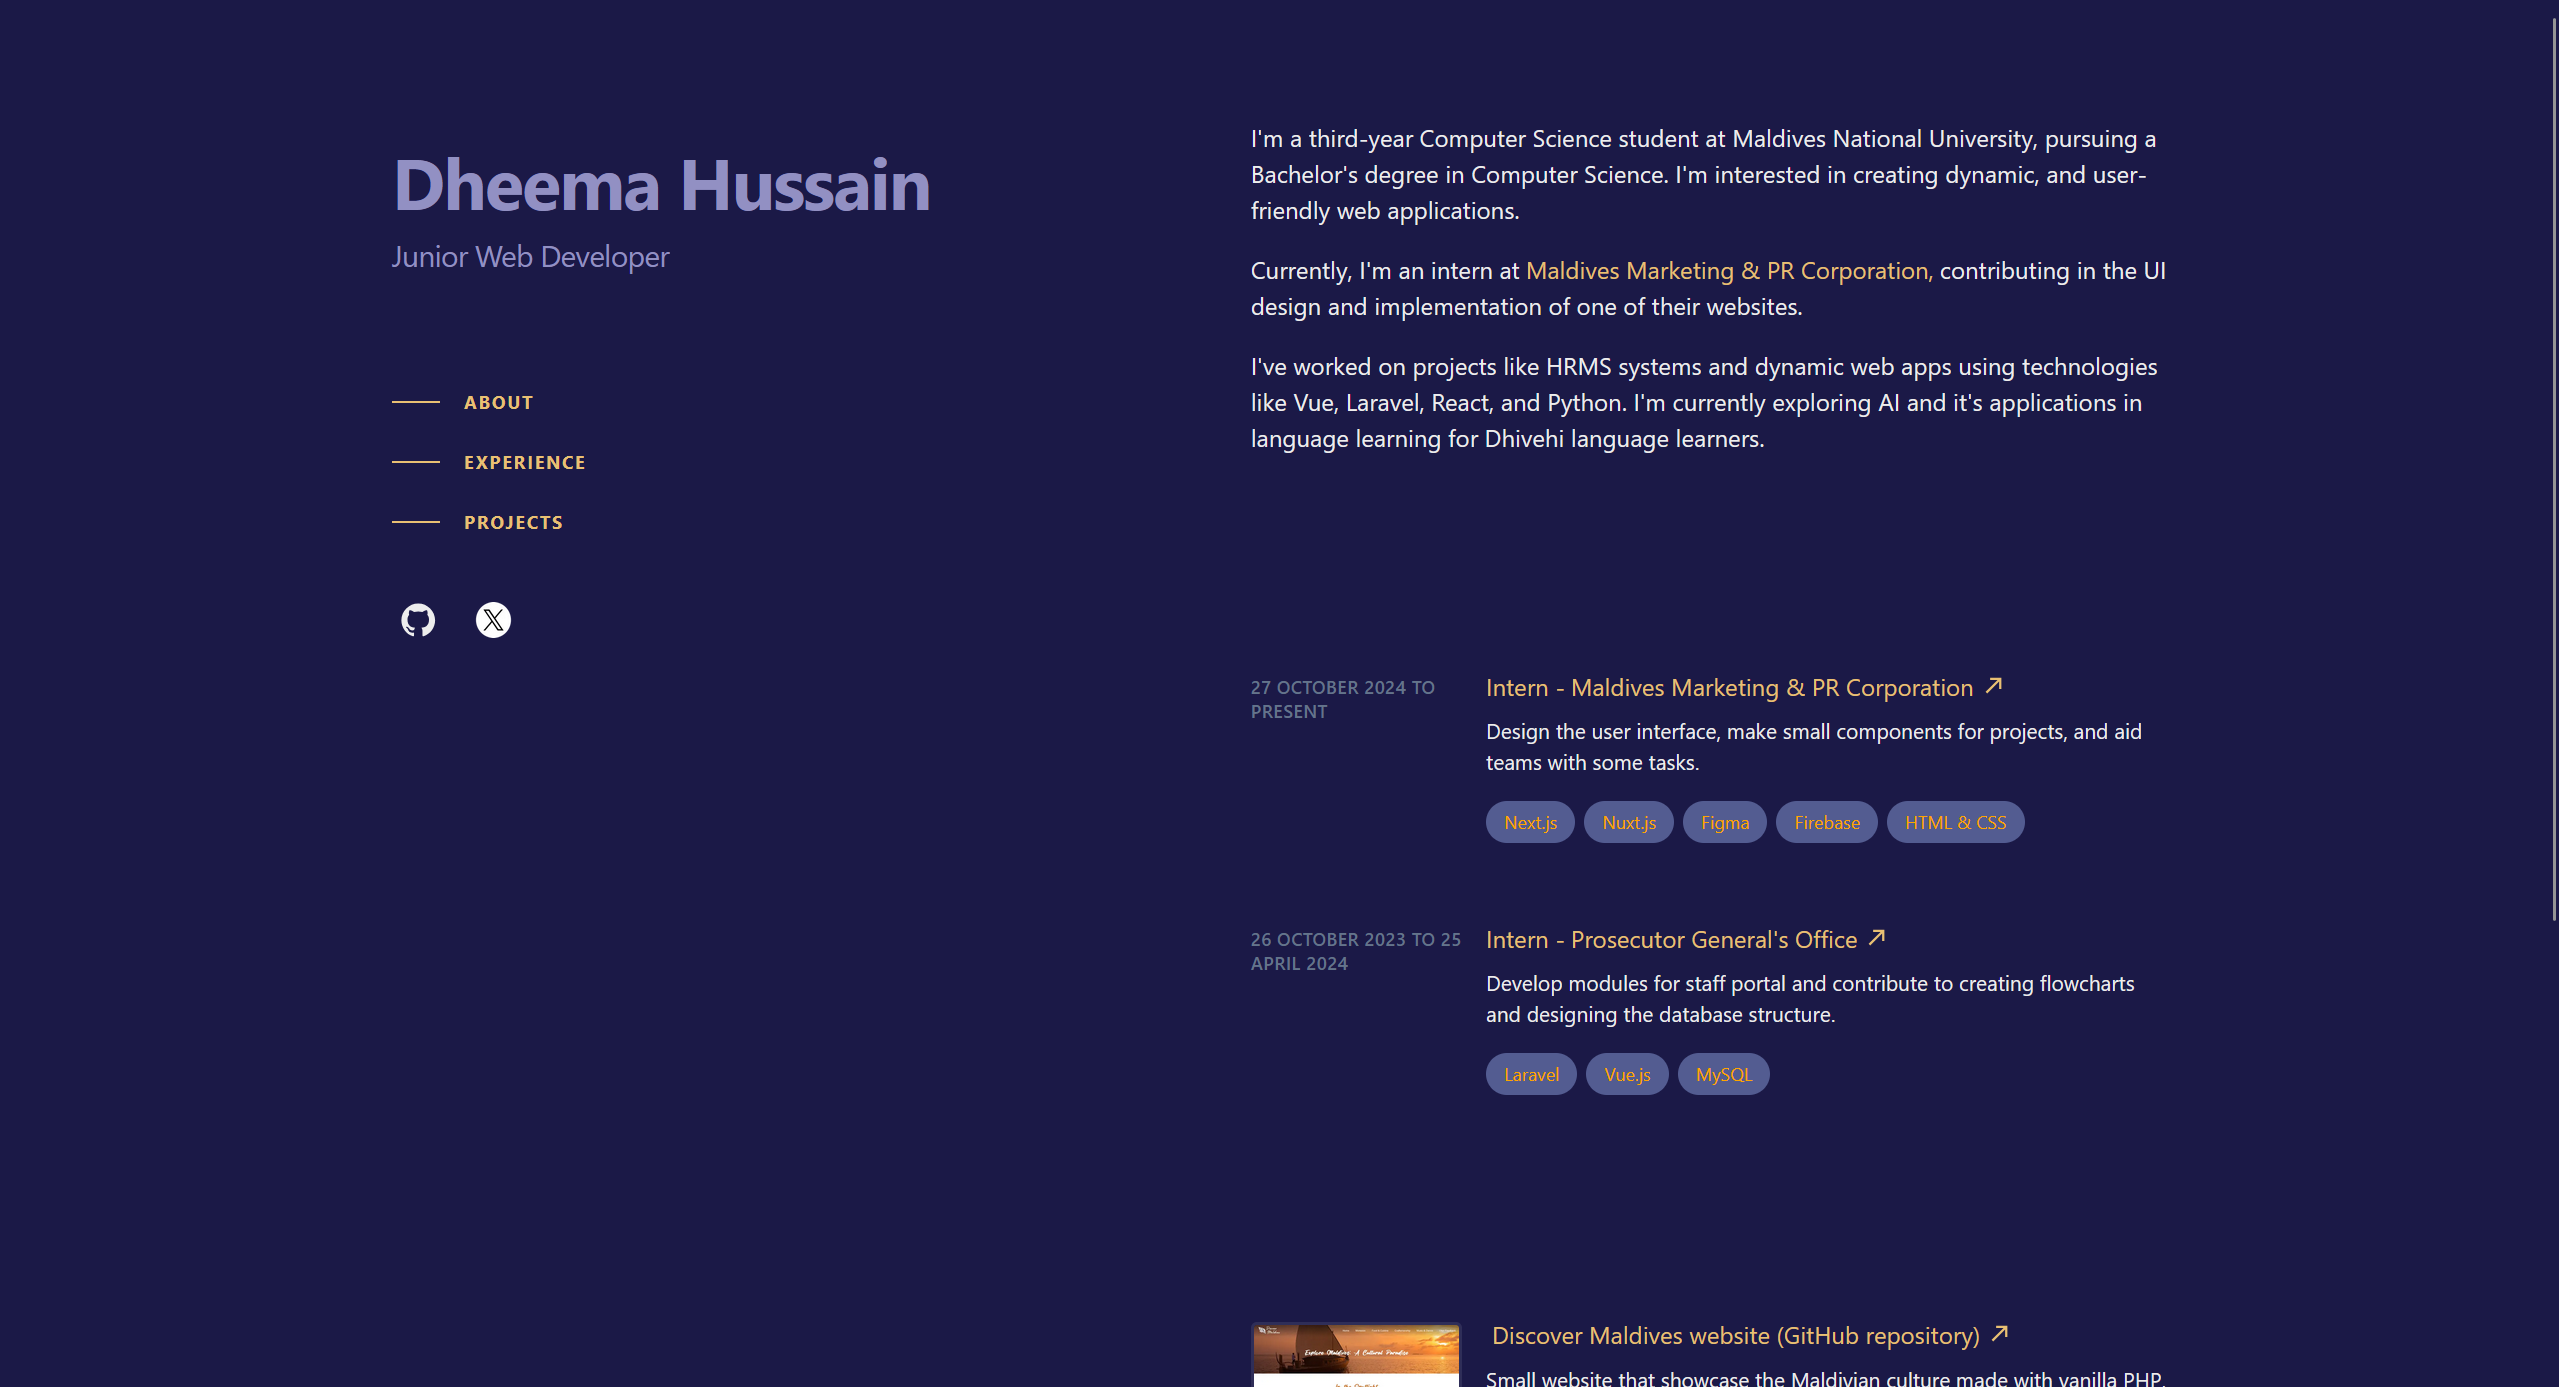 Dheema Hussain
Junior Web Developer
ABOUT
EXPERIENCE
PROJECTS
I'm a third-year Computer Science student at Maldives National University, pursuing a
Bachelor's degree in Computer Science. I'm interested in creating dynamic, and user-
friendly web applications.
Currently, I'm an intern at Maldives Marketing & PR Corporation, contributing in the UI
design and implementation of one of their websites.
I've worked on projects like HRMS systems and dynamic web apps using technologies
like Vue, Laravel, React, and Python. I'm currently exploring AI and it's applications in
language learning for Dhivehi language learners.
27 OCTOBER 2024 TO
PRESENT
Intern - Maldives Marketing & PR Corporation
Design the user interface, make small components for projects, and aid
teams with some tasks.
Next.js Nuxt.js Figma Firebase HTML & CSS
26 OCTOBER 2023 TO 25
APRIL 2024
Intern - Prosecutor General's Office
Develop modules for staff portal and contribute to creating flowcharts
and designing the database structure.
Laravel Vue.js MySQL
Explore Maldives, A Cultural Paradise
Discover Maldives website (GitHub repository)
Small website that showcase the Maldivian culture made with vanilla PHP.